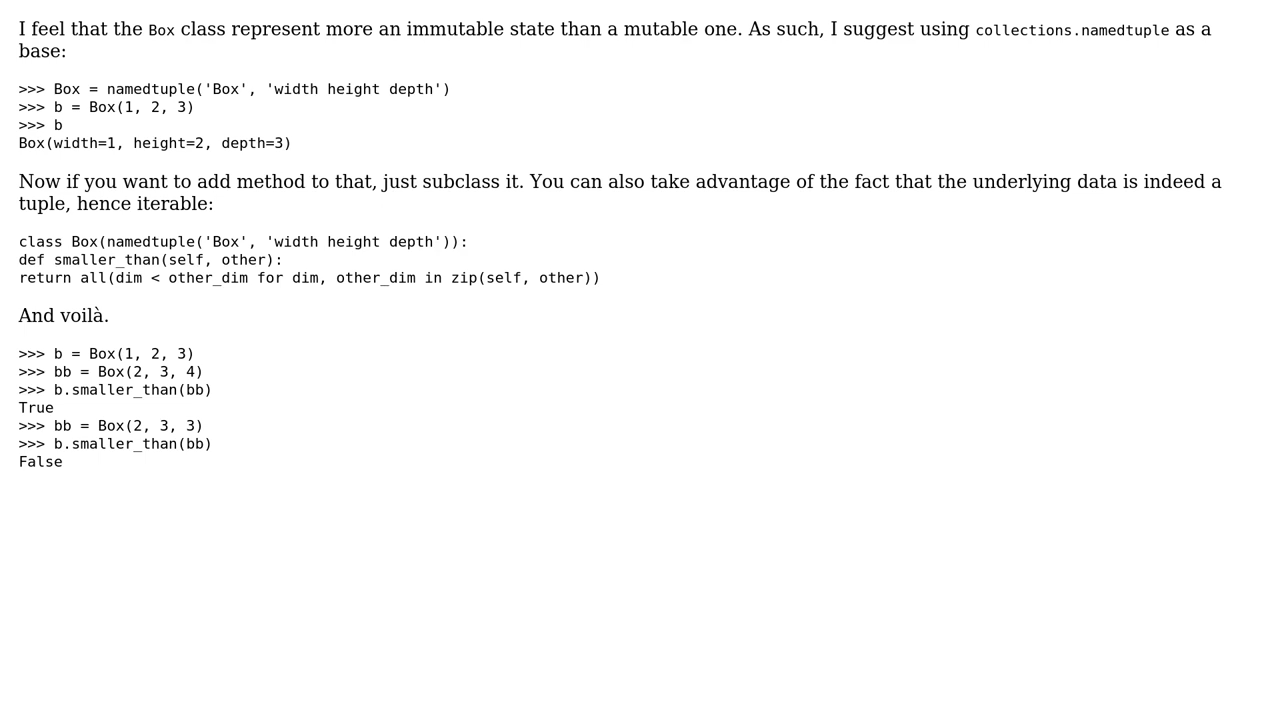 I feel that the Box class represent more an immutable state than a mutable one. As such, I suggest using collections.namedtuple as a
base:
>>> Box = namedtuple('Box', 'width height depth')
>>> b = Box(1, 2, 3)
>>> b
Box(width=1, height=2, depth=3)
Now if you want to add method to that, just subclass it. You can also take advantage of the fact that the underlying data is indeed a
tuple, hence iterable:
class Box(namedtuple('Box', 'width height depth')):
def smaller_than(self, other):
return all(dim < other_dim for dim, other_dim in zip(self, other))
And voilà.
>>> b = Box(1, 2, 3)
>>> bb = Box(2, 3, 4)
>>> b.smaller_than(bb)
True
>>> bb = Box(2, 3, 3)
>>> b.smaller_than(bb)
False